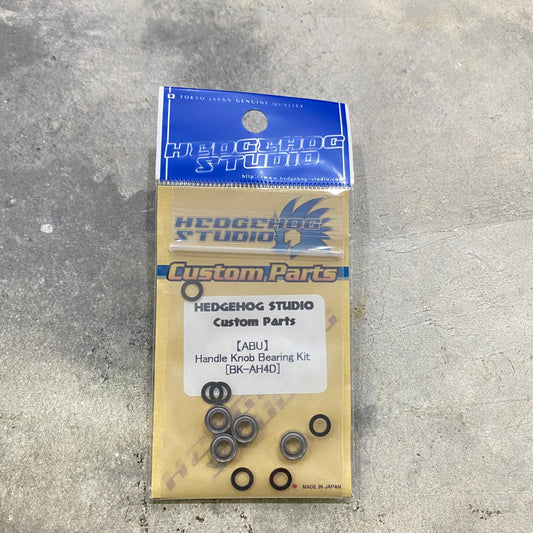 TOKYO JAPAN GENUINE QUALITY
HEDGEHOG
STUDIO
http://www.hedgehog-studio.com
HEDGEHOG
STUDIO
Custom Parts
HEDGEHOG STUDIO
Custom Parts
【ABU】
Handle Knob Bearing Kit
[BK-AH4D]
MADE IN JAPAN